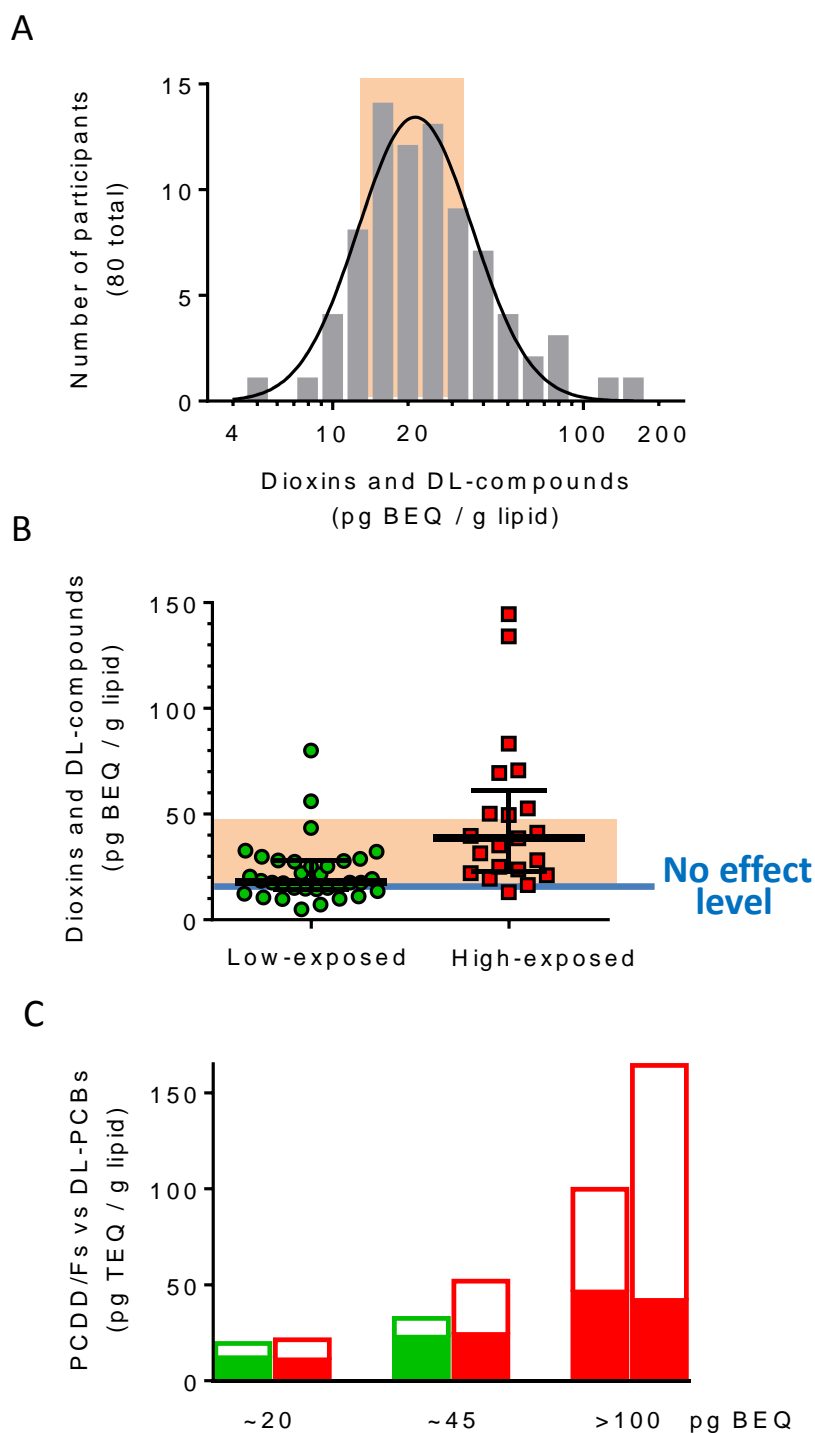 A
Number of participants
(80 total)
15
10
5
0
4 10 20 100 200
Dioxins and DL-compounds
(pg BEQ / g lipid)
B
Dioxins and DL-compounds
(pg BEQ / g lipid)
150
100
50
0
No effect
level
Low-exposed High-exposed
C
PCDD/Fs vs DL-PCBs
(pg TEQ / g lipid)
150
100
50
0
~20 ~45 >100 pg BEQ